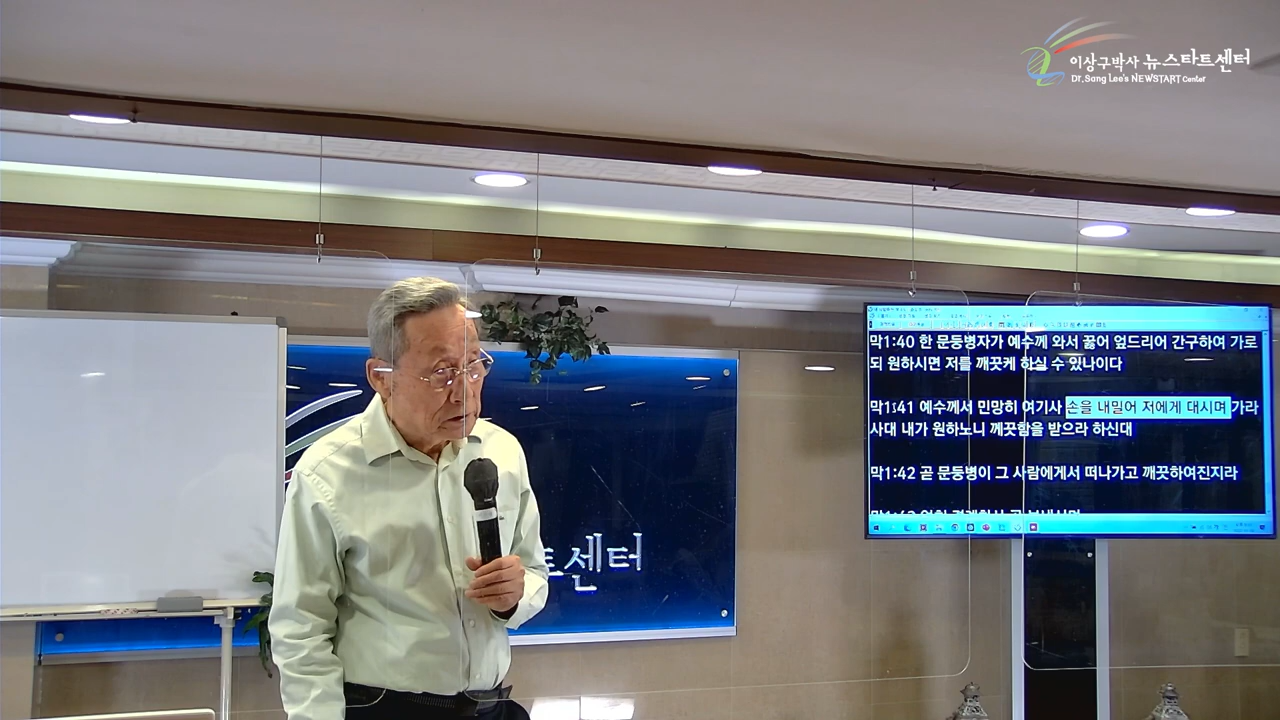 이상구박사 뉴스타트센터
Dr. Sang Lee's NEWSTART Center
막1:40 한 문둥병자가 예수께 와서 꿇어 엎드리어 간구하여 가로
되 원하시면 저를 깨끗케 하실 수 있나이다
막1:41 예수께서 민망히 여기사 손을 내밀어 저에게 대시며 가라
사대 내가 원하노니 깨끗함을 받으라 하신대
막1:42 곧 문둥병이 그 사람에게서 떠나가고 깨끗하여진지라
트센터